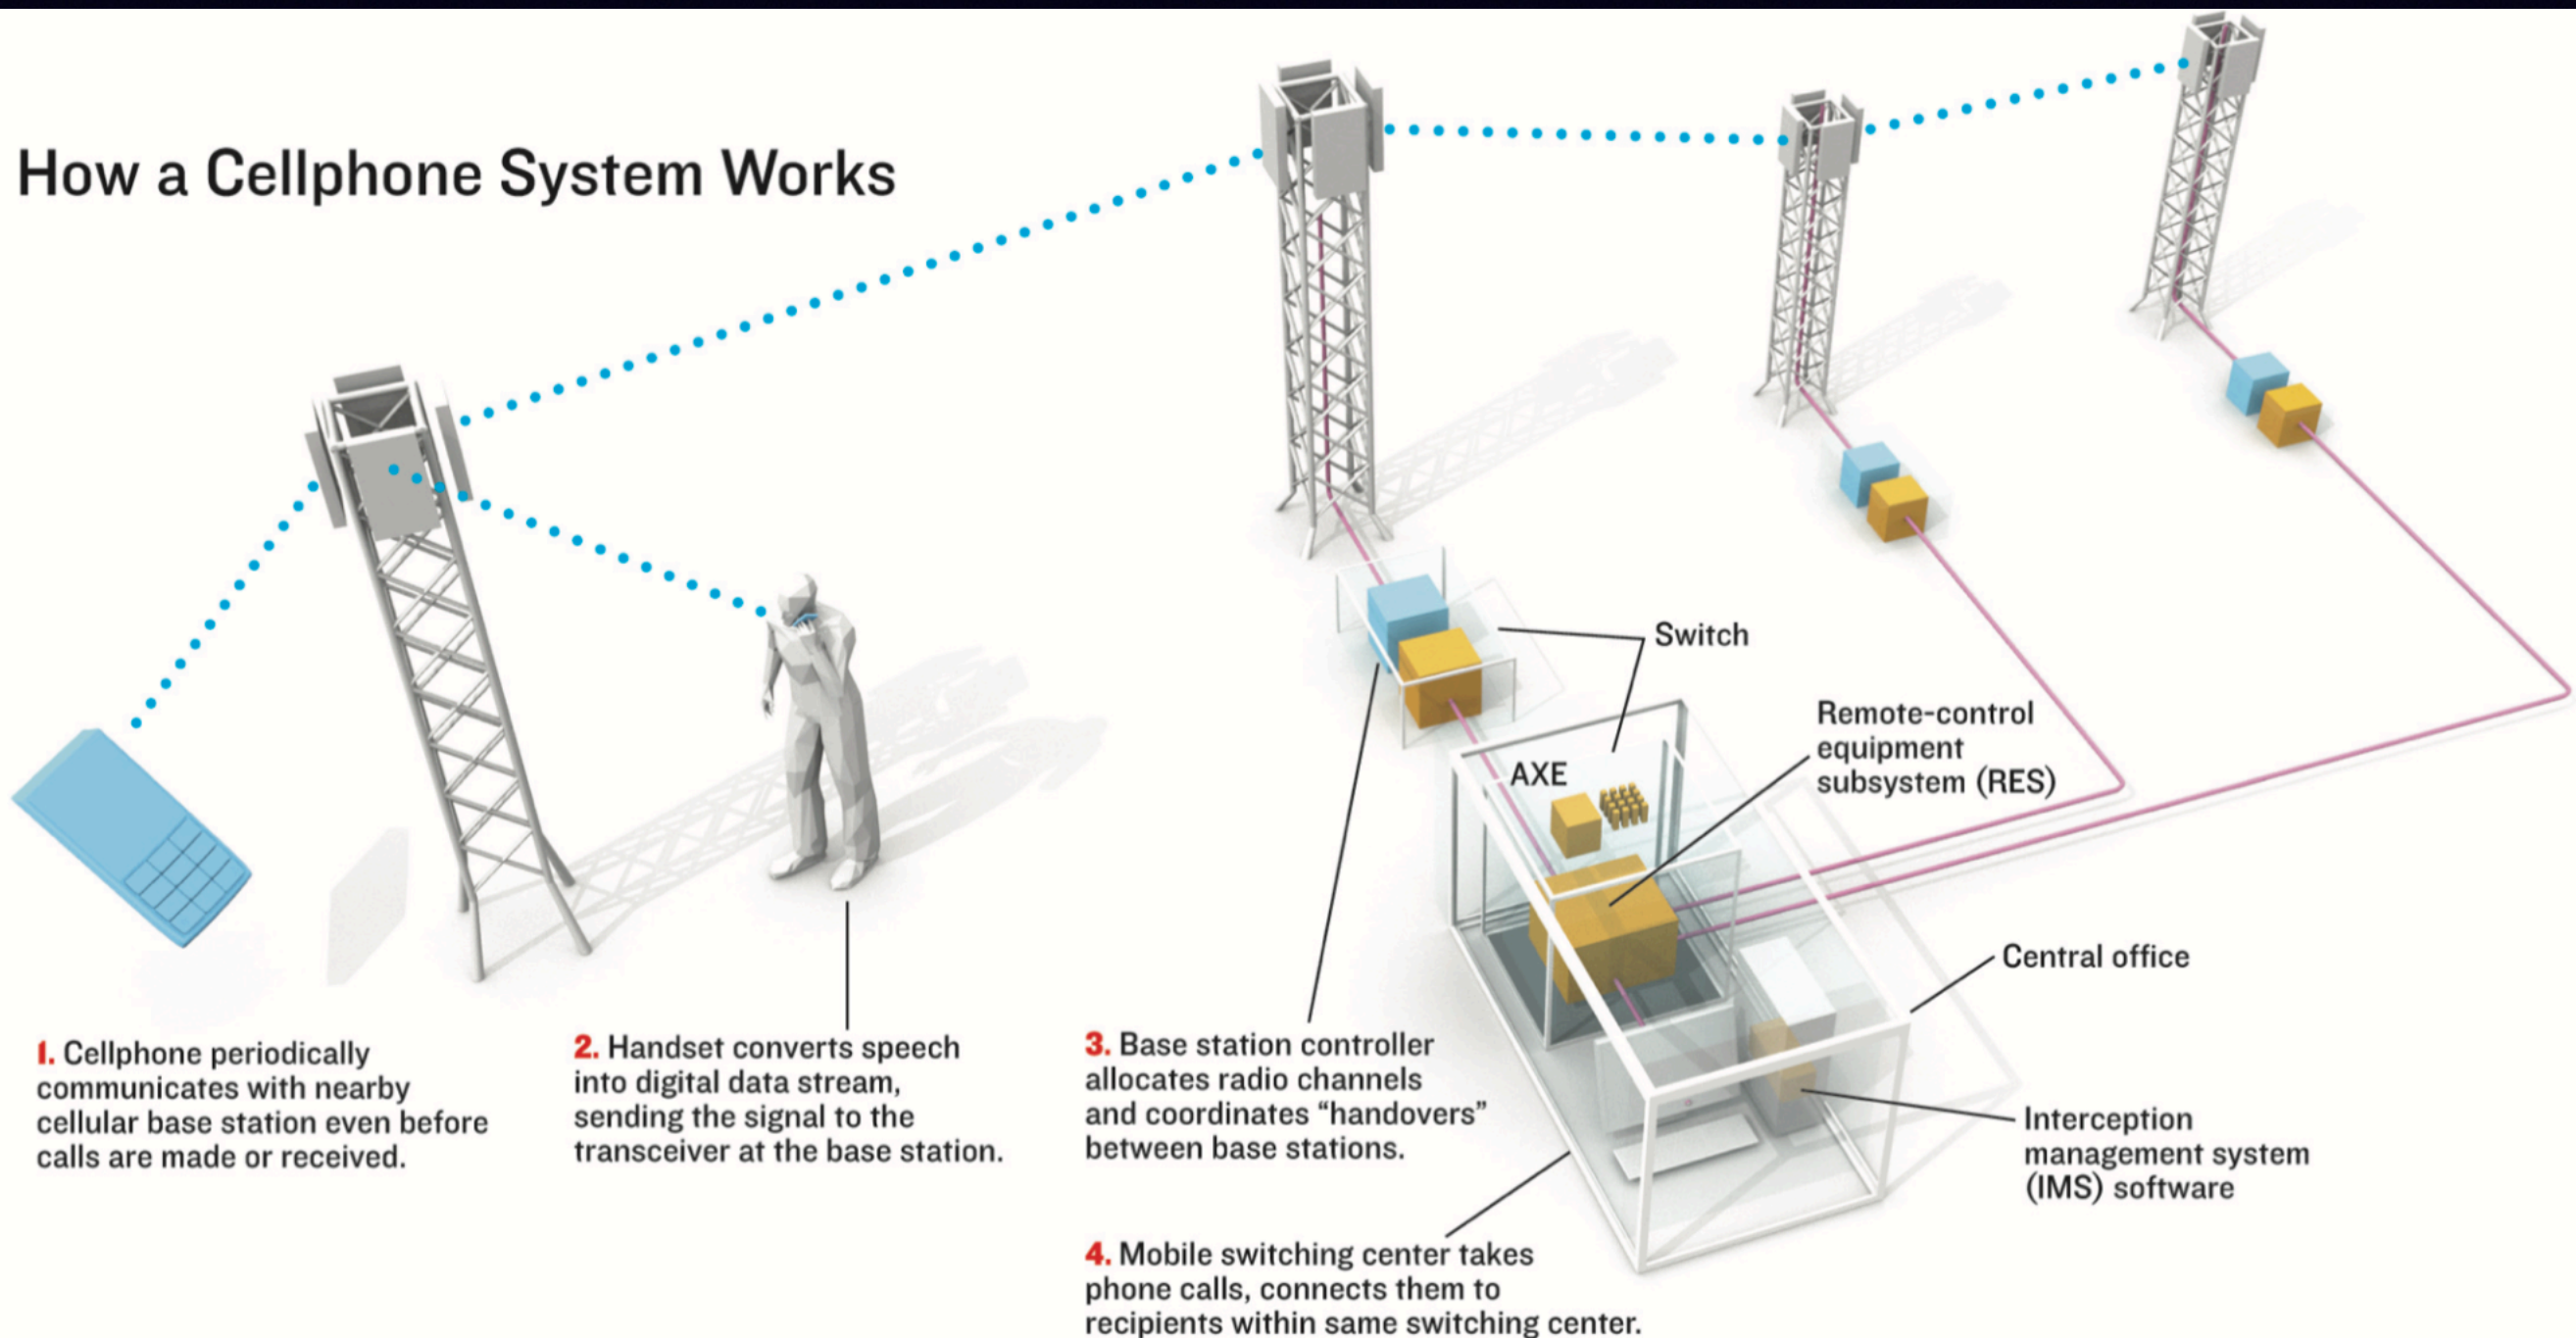 How a Cellphone System Works
Switch
Remote-control
equipment
subsystem (RES)
AXE
Central office
Interception
management system
(IMS) software
1. Cellphone periodically
communicates with nearby
cellular base station even before
calls are made or received.
2. Handset converts speech
into digital data stream,
sending the signal to the
transceiver at the base station.
3. Base station controller
allocates radio channels
and coordinates “handovers”
between base stations.
4. Mobile switching center takes
phone calls, connects them to
recipients within same switching center.